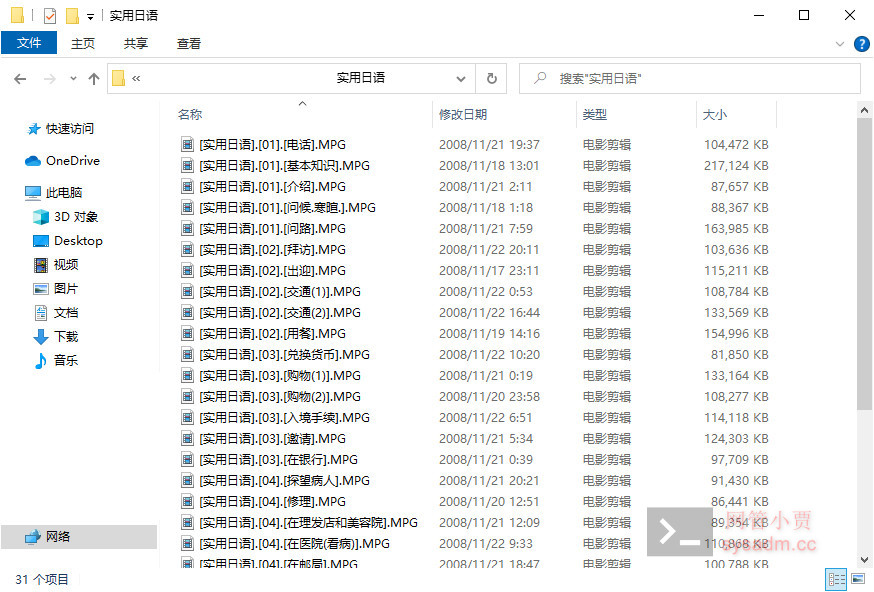 实用日语
文件 主页 共享 查看
« 实用日语 搜索"实用日语"
名称 修改日期 类型 大小
快速访问
OneDrive
此电脑
3D 对象
Desktop
视频
图片
文档
下载
音乐
网络
[实用日语].[01].[电话].MPG 2008/11/21 19:37 电影剪辑 104,472 KB
[实用日语].[01].[基本知识].MPG 2008/11/18 13:01 电影剪辑 217,124 KB
[实用日语].[01].[介绍].MPG 2008/11/21 2:11 电影剪辑 87,657 KB
[实用日语].[01].[问候.寒暄.].MPG 2008/11/18 1:18 电影剪辑 88,367 KB
[实用日语].[01].[问路].MPG 2008/11/21 7:59 电影剪辑 163,985 KB
[实用日语].[02].[拜访].MPG 2008/11/22 20:11 电影剪辑 103,636 KB
[实用日语].[02].[出迎].MPG 2008/11/17 23:11 电影剪辑 115,211 KB
[实用日语].[02].[交通(1)].MPG 2008/11/22 0:53 电影剪辑 108,784 KB
[实用日语].[02].[交通(2)].MPG 2008/11/22 16:44 电影剪辑 133,569 KB
[实用日语].[02].[用餐].MPG 2008/11/19 14:16 电影剪辑 154,996 KB
[实用日语].[03].[兑换货币].MPG 2008/11/22 10:20 电影剪辑 81,850 KB
[实用日语].[03].[购物(1)].MPG 2008/11/21 0:19 电影剪辑 133,164 KB
[实用日语].[03].[购物(2)].MPG 2008/11/20 23:58 电影剪辑 108,277 KB
[实用日语].[03].[入境手续].MPG 2008/11/22 6:51 电影剪辑 114,118 KB
[实用日语].[03].[邀请].MPG 2008/11/21 5:34 电影剪辑 124,303 KB
[实用日语].[03].[在银行].MPG 2008/11/21 0:39 电影剪辑 97,709 KB
[实用日语].[04].[探望病人].MPG 2008/11/21 20:21 电影剪辑 91,430 KB
[实用日语].[04].[修理].MPG 2008/11/20 12:51 电影剪辑 86,441 KB
[实用日语].[04].[在理发店和美容院].MPG 2008/11/21 12:09 电影剪辑 89,354 KB
[实用日语].[04].[在医院(看病)].MPG 2008/11/22 9:33 电影剪辑 110,868 KB
[实用日语].[04].[在邮局].MPG 2008/11/21 18:47 电影剪辑 100,788 KB
网管小贾
sysadm.cc
31 个项目